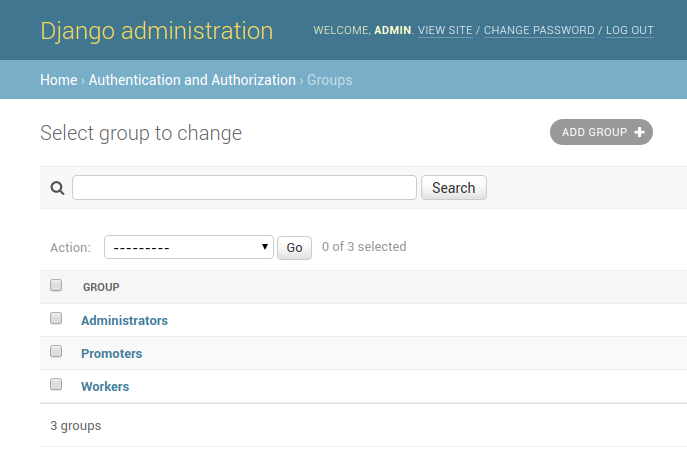 Django administration
WELCOME, ADMIN. VIEW SITE / CHANGE PASSWORD / LOG OUT
Home › Authentication and Authorization › Groups
Select group to change
ADD GROUP +
Search
Action: --------- Go 0 of 3 selected
GROUP
Administrators
Promoters
Workers
3 groups